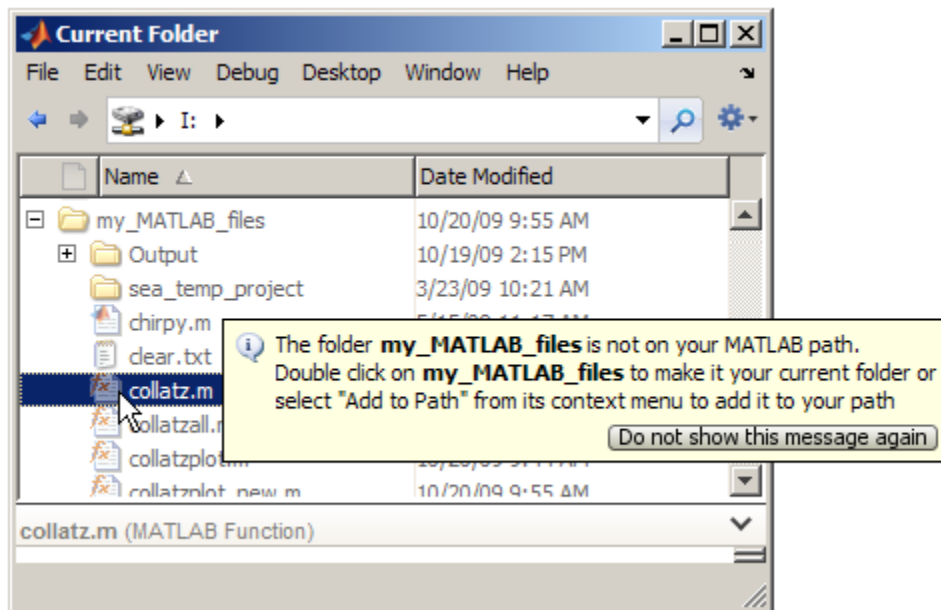 Current Folder
File Edit View Debug Desktop Window Help
I:
Name Date Modified
my_MATLAB_files 10/20/09 9:55 AM
Output 10/19/09 2:15 PM
sea_temp_project 3/23/09 10:21 AM
chirpy.m
clear.txt
collatz.m
collatzall.
collatzplot
collatzplot_new.m 10/20/09 9:55 AM
The folder my_MATLAB_files is not on your MATLAB path.
Double click on my_MATLAB_files to make it your current folder or
select "Add to Path" from its context menu to add it to your path
Do not show this message again
collatz.m (MATLAB Function)